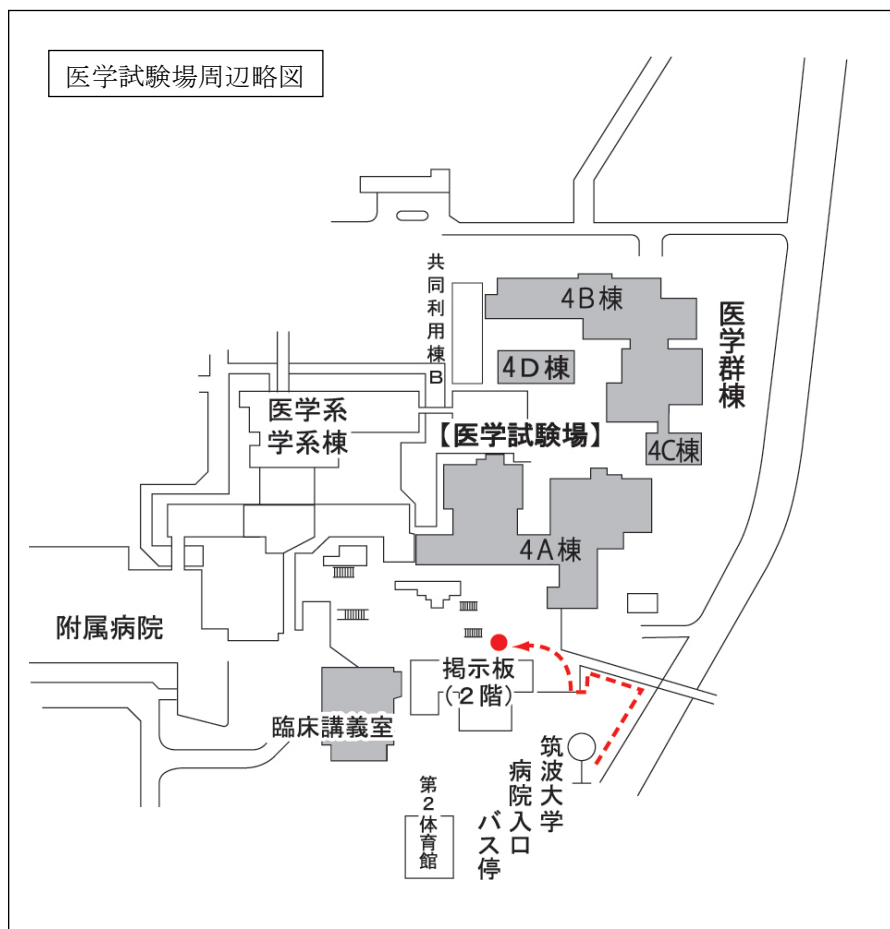 医学試験場周辺略図
共同利用棟B
4B棟
医学群棟
4D棟
医学系
学系棟
【医学試験場】
4C棟
4A棟
附属病院
掲示板
(2階)
臨床講義室
筑波大学
病院入口
バス停
第2体育館